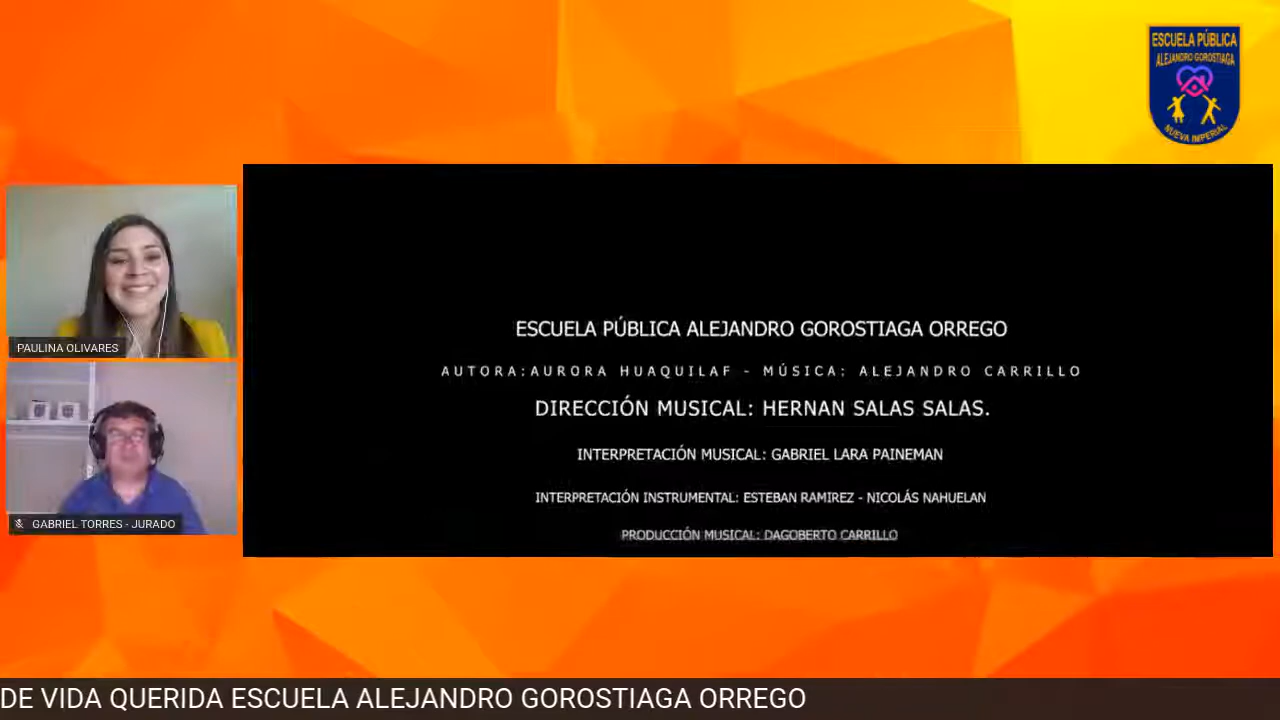 ESCUELA PÚBLICA
ALEJANDRO GOROSTIAGA
NUEVA IMPERIAL
ESCUELA PÚBLICA ALEJANDRO GOROSTIAGA ORREGO
AUTORA:AURORA HUAQUILAF - MÚSICA: ALEJANDRO CARRILLO
DIRECCIÓN MUSICAL: HERNAN SALAS SALAS.
INTERPRETACIÓN MUSICAL: GABRIEL LARA PAINEMAN
INTERPRETACIÓN INSTRUMENTAL: ESTEBAN RAMIREZ - NICOLÁS NAHUELAN
PRODUCCIÓN MUSICAL: DAGOBERTO CARRILLO
PAULINA OLIVARES
GABRIEL TORRES - JURADO
DE VIDA QUERIDA ESCUELA ALEJANDRO GOROSTIAGA ORREGO